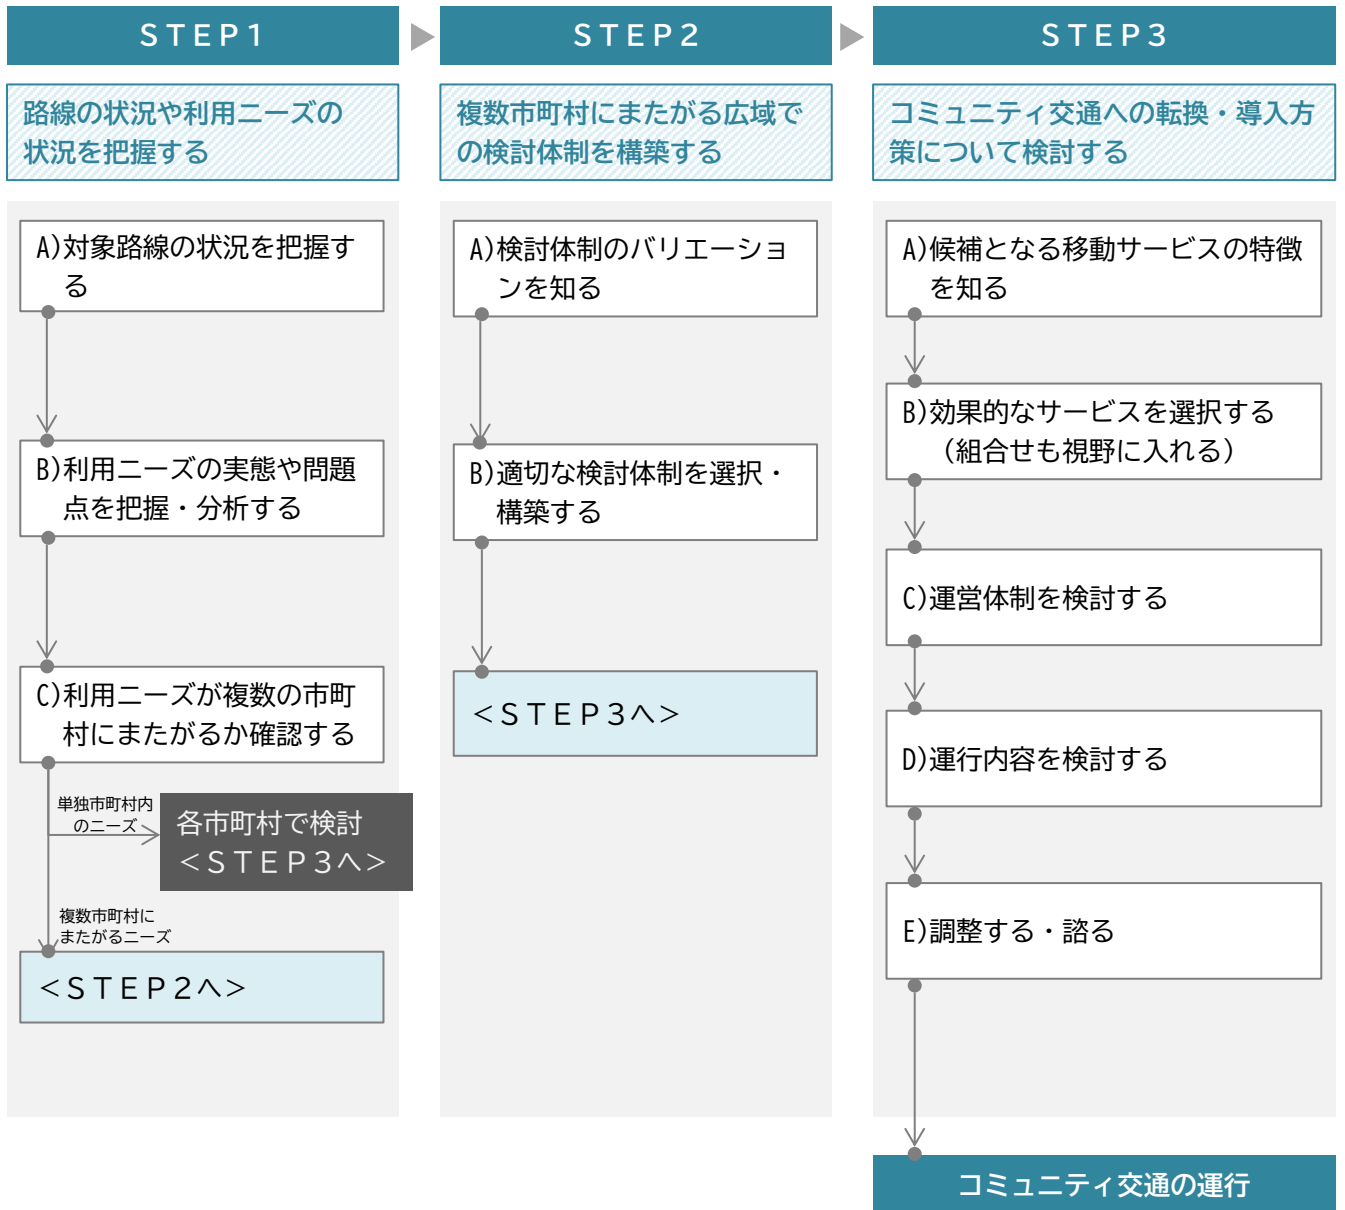 ＳＴＥＰ１
路線の状況や利用ニーズの
状況を把握する
A)対象路線の状況を把握す
る
B)利用ニーズの実態や問題
点を把握・分析する
C)利用ニーズが複数の市町
村にまたがるか確認する
単独市町村内
のニーズ
各市町村で検討
＜ＳＴＥＰ３へ＞
複数市町村に
またがるニーズ
＜ＳＴＥＰ２へ＞
ＳＴＥＰ２
複数市町村にまたがる広域で
の検討体制を構築する
A)検討体制のバリエーショ
ンを知る
B)適切な検討体制を選択・
構築する
＜ＳＴＥＰ３へ＞
ＳＴＥＰ３
コミュニティ交通への転換・導入方
策について検討する
A)候補となる移動サービスの特徴
を知る
B)効果的なサービスを選択する
（組合せも視野に入れる）
C)運営体制を検討する
D)運行内容を検討する
E)調整する・諮る
コミュニティ交通の運行